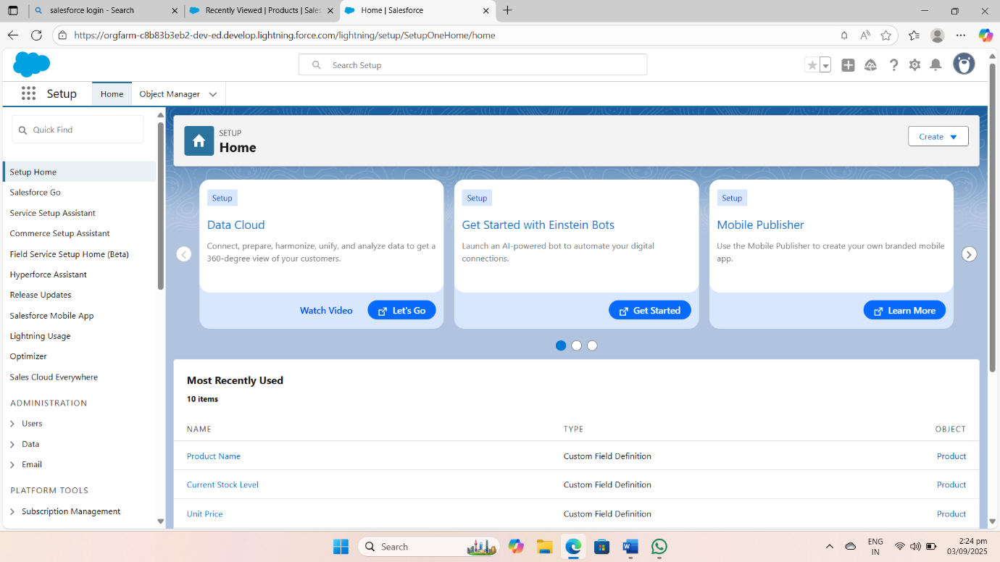 salesforce login - Search
Recently Viewed | Products | Sales
Home | Salesforce
https://orgfarm-c8b83b3eb2-dev-ed.develop.lightning.force.com/lightning/setup/SetupOneHome/home
Search Setup
Setup
Home
Object Manager
Quick Find
Setup Home
Salesforce Go
Service Setup Assistant
Commerce Setup Assistant
Field Service Setup Home (Beta)
Hyperforce Assistant
Release Updates
Salesforce Mobile App
Lightning Usage
Optimizer
Sales Cloud Everywhere
ADMINISTRATION
Users
Data
Email
PLATFORM TOOLS
Subscription Management
SETUP
Home
Create
Setup
Data Cloud
Connect, prepare, harmonize, unify, and analyze data to get a
360-degree view of your customers.
Watch Video
Let's Go
Setup
Get Started with Einstein Bots
Launch an AI-powered bot to automate your digital
connections.
Get Started
Setup
Mobile Publisher
Use the Mobile Publisher to create your own branded mobile
app.
Learn More
Most Recently Used
10 items
NAME TYPE OBJECT
Product Name Custom Field Definition Product
Current Stock Level Custom Field Definition Product
Unit Price Custom Field Definition Product
Search
ENG
IN
2:24 pm
03/09/2025